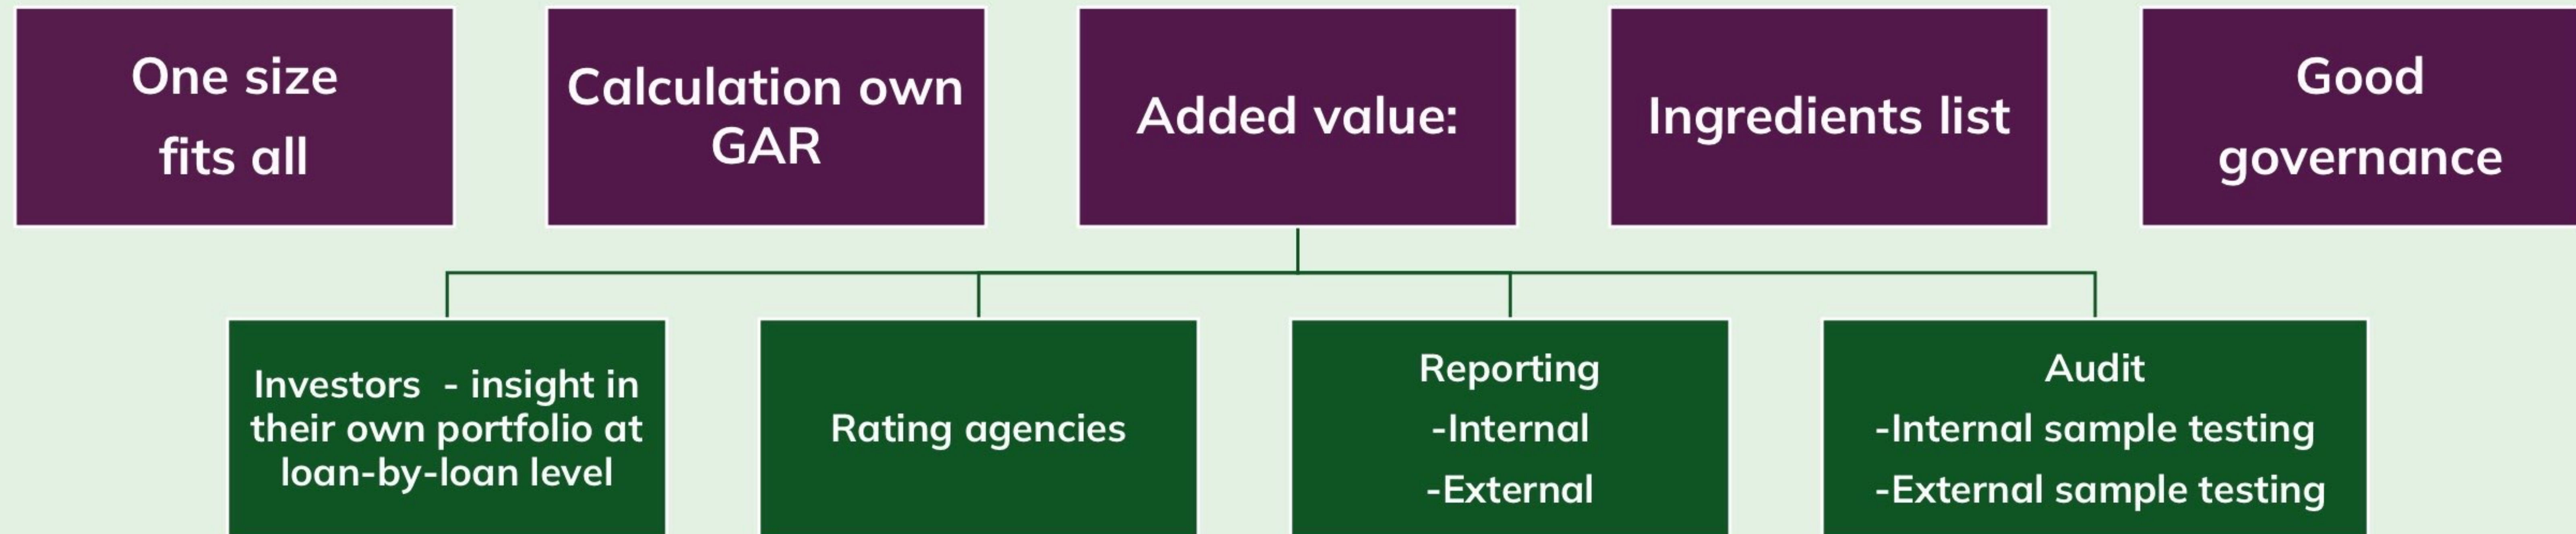 One size
fits all
Calculation own
GAR
Added value:
Ingredients list
Good
governance
Investors  - insight in
their own portfolio at
loan-by-loan level
Rating agencies
Reporting
-Internal
-External
Audit
-Internal sample testing
-External sample testing